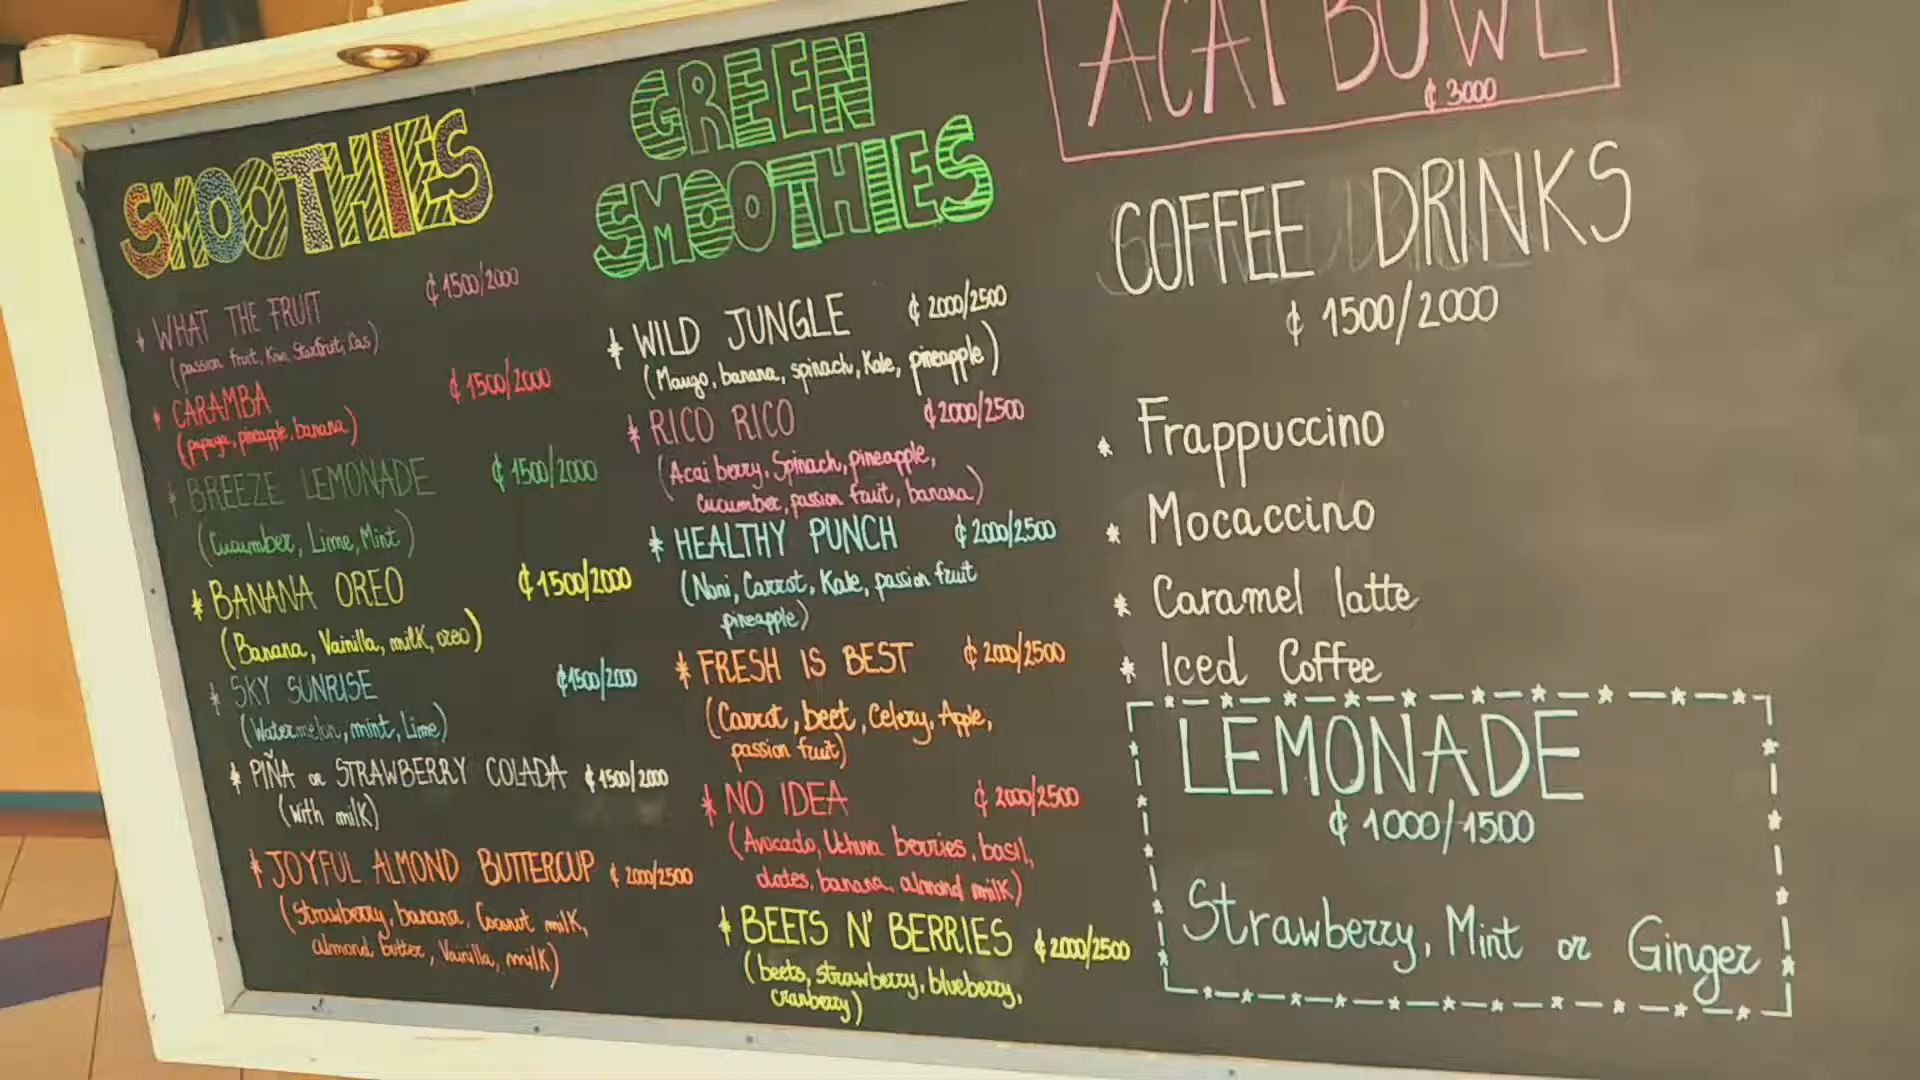 SMOOTHIES
* WHAT THE FRUIT ₡ 1500/2000
(passion fruit, Kiwi, Starfruit, Cas)
* CARAMBA ₡ 1500/2000
(papaya, pineapple, banana)
* BREEZE LEMONADE ₡ 1500/2000
(Cucumber, Lime, Mint)
* BANANA OREO ₡ 1500/2000
(Banana, Vainilla, milk, oreo)
* SKY SUNRISE ₡ 1500/2000
(Watermelon, mint, Lime)
* PIÑA or STRAWBERRY COLADA ₡ 1500/2000
(with milk)
* JOYFUL ALMOND BUTTERCUP ₡ 2000/2500
(Strawberry, banana, Coconut milk,
almond butter, Vainilla, milk)
GREEN
SMOOTHIES
* WILD JUNGLE ₡ 2000/2500
(Mango, banana, spinach, Kale, pineapple)
* RICO RICO ₡ 2000/2500
(Acai berry, Spinach, pineapple,
cucumber, passion fruit, banana)
* HEALTHY PUNCH ₡ 2000/2500
(Noni, Carrot, Kale, passion fruit
pineapple)
* FRESH IS BEST ₡ 2000/2500
(Carrot, beet, Celery, Apple,
passion fruit)
* NO IDEA ₡ 2000/2500
(Avocado, Uchuva berries, basil,
dates, banana, almond milk)
* BEETS N' BERRIES ₡ 2000/2500
(beets, strawberry, blueberry,
cranberry)
ACAI BOWL
₡ 3000
COFFEE DRINKS
₡ 1500/2000
* Frappuccino
* Mocaccino
* Caramel latte
* Iced Coffee
LEMONADE
₡ 1000/1500
Strawberry, Mint or Ginger